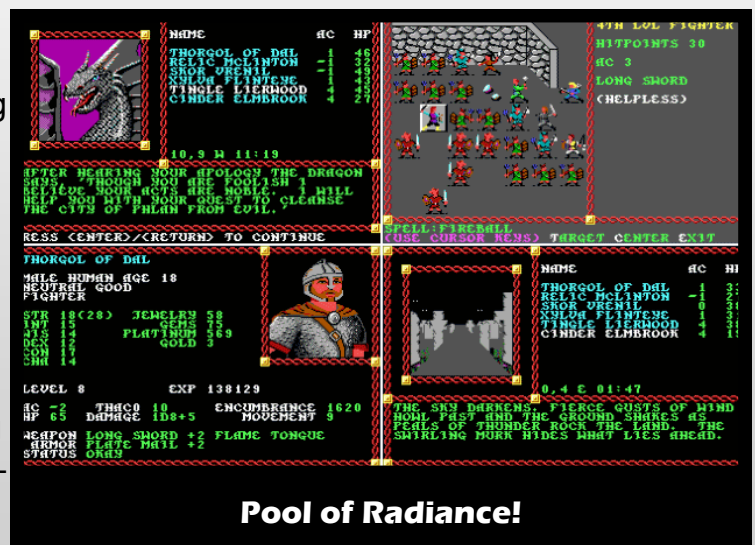 NAME AC HP
THORGOL OF DAL 1 46
RELIC MCLINTON -1 32
SKOR VRENIL -1 49
XYLVA FLINTEYE 1 43
TINGLE LIERWOOD 4 45
CINDER ELMBROOK 4 27
10,9 W 11:19
AFTER HEARING YOUR APOLOGY THE DRAGON
SAYS, "THOUGH YOU ARE FOOLISH I
BELIEVE YOUR ACTS ARE NOBLE. I WILL
HELP YOU WITH YOUR QUEST TO CLEANSE
THE CITY OF PHLAN FROM EVIL."
RESS <ENTER>/<RETURN> TO CONTINUE
4TH LVL FIGHTER
HITPOINTS 30
AC 3
LONG SWORD
(HELPLESS)
SPELL:FIREBALL
(USE CURSOR KEYS) TARGET CENTER EXIT
THORGOL OF DAL
MALE HUMAN AGE 18
NEUTRAL GOOD
FIGHTER
STR 18(28) JEWELRY 58
INT 15 GEMS 75
WIS 14 PLATINUM 569
DEX 12 GOLD 3
CON 17
CHA 14
LEVEL 8 EXP 138129
AC -2 THAC0 10 ENCUMBRANCE 1620
HP 65 DAMAGE 1D8+5 MOVEMENT 9
WEAPON LONG SWORD +2 FLAME TONGUE
ARMOR PLATE MAIL +2
STATUS OKAY
NAME AC
THORGOL OF DAL 1
RELIC MCLINTON -1
SKOR VRENIL 0
XYLVA FLINTEYE 1
TINGLE LIERWOOD 4
CINDER ELMBROOK 4
0,4 E 01:47
THE SKY DARKENS. FIERCE GUSTS OF WIND
HOWL PAST AND THE GROUND SHAKES AS
PEALS OF THUNDER ROCK THE LAND. THE
SWIRLING MURK HIDES WHAT LIES AHEAD.
Pool of Radiance!